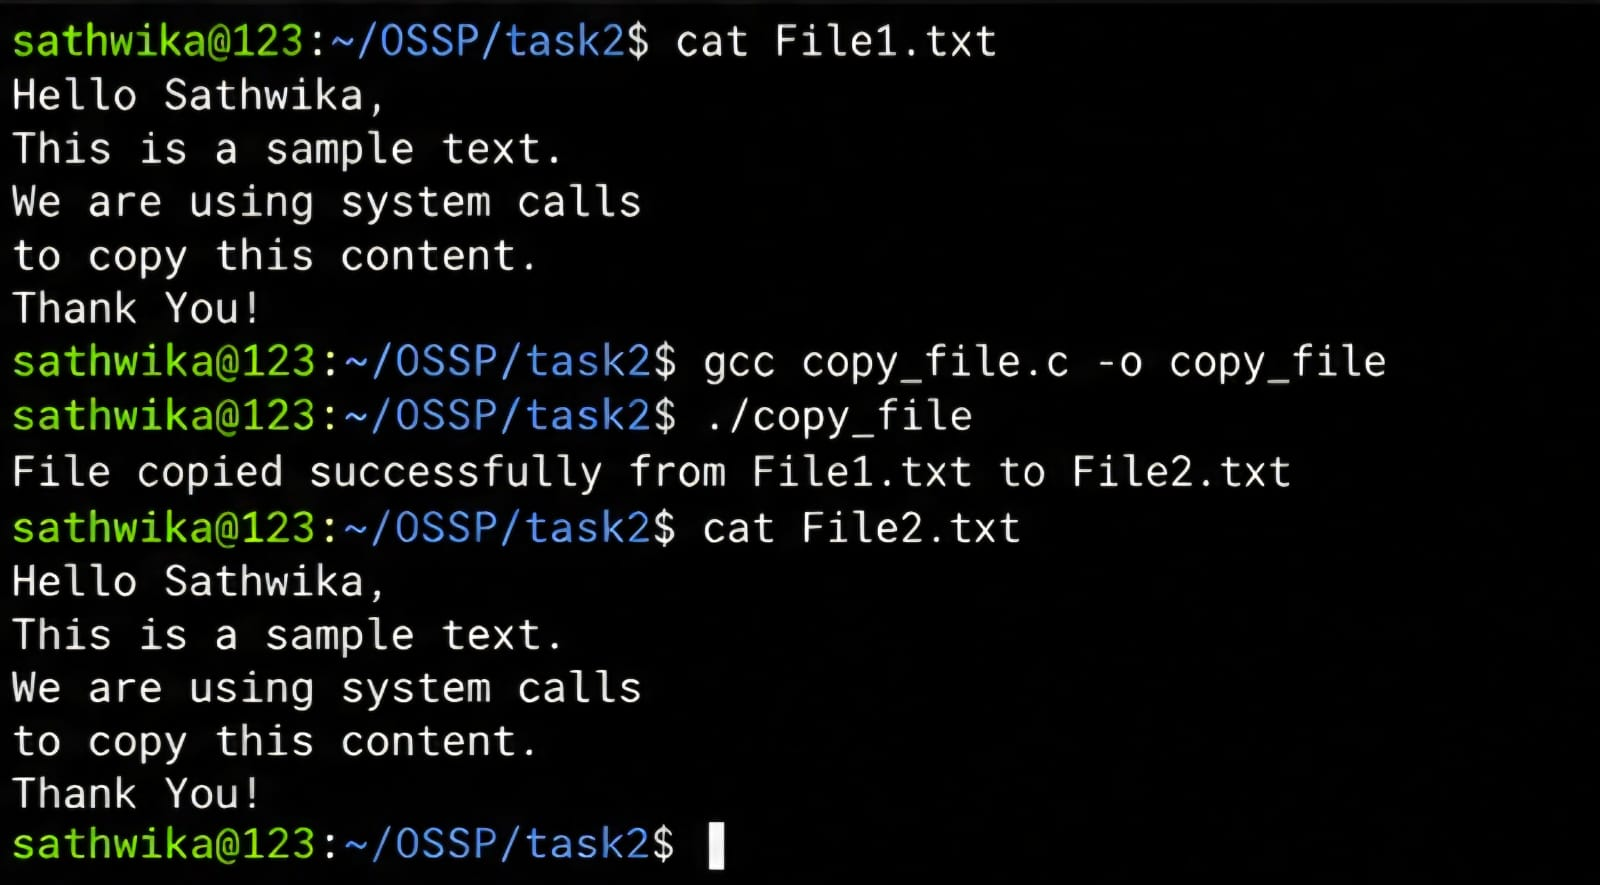 sathwika@123:~/OSSP/task2$ cat File1.txt
Hello Sathwika,
This is a sample text.
We are using system calls
to copy this content.
Thank You!
sathwika@123:~/OSSP/task2$ gcc copy_file.c -o copy_file
sathwika@123:~/OSSP/task2$ ./copy_file
File copied successfully from File1.txt to File2.txt
sathwika@123:~/OSSP/task2$ cat File2.txt
Hello Sathwika,
This is a sample text.
We are using system calls
to copy this content.
Thank You!
sathwika@123:~/OSSP/task2$